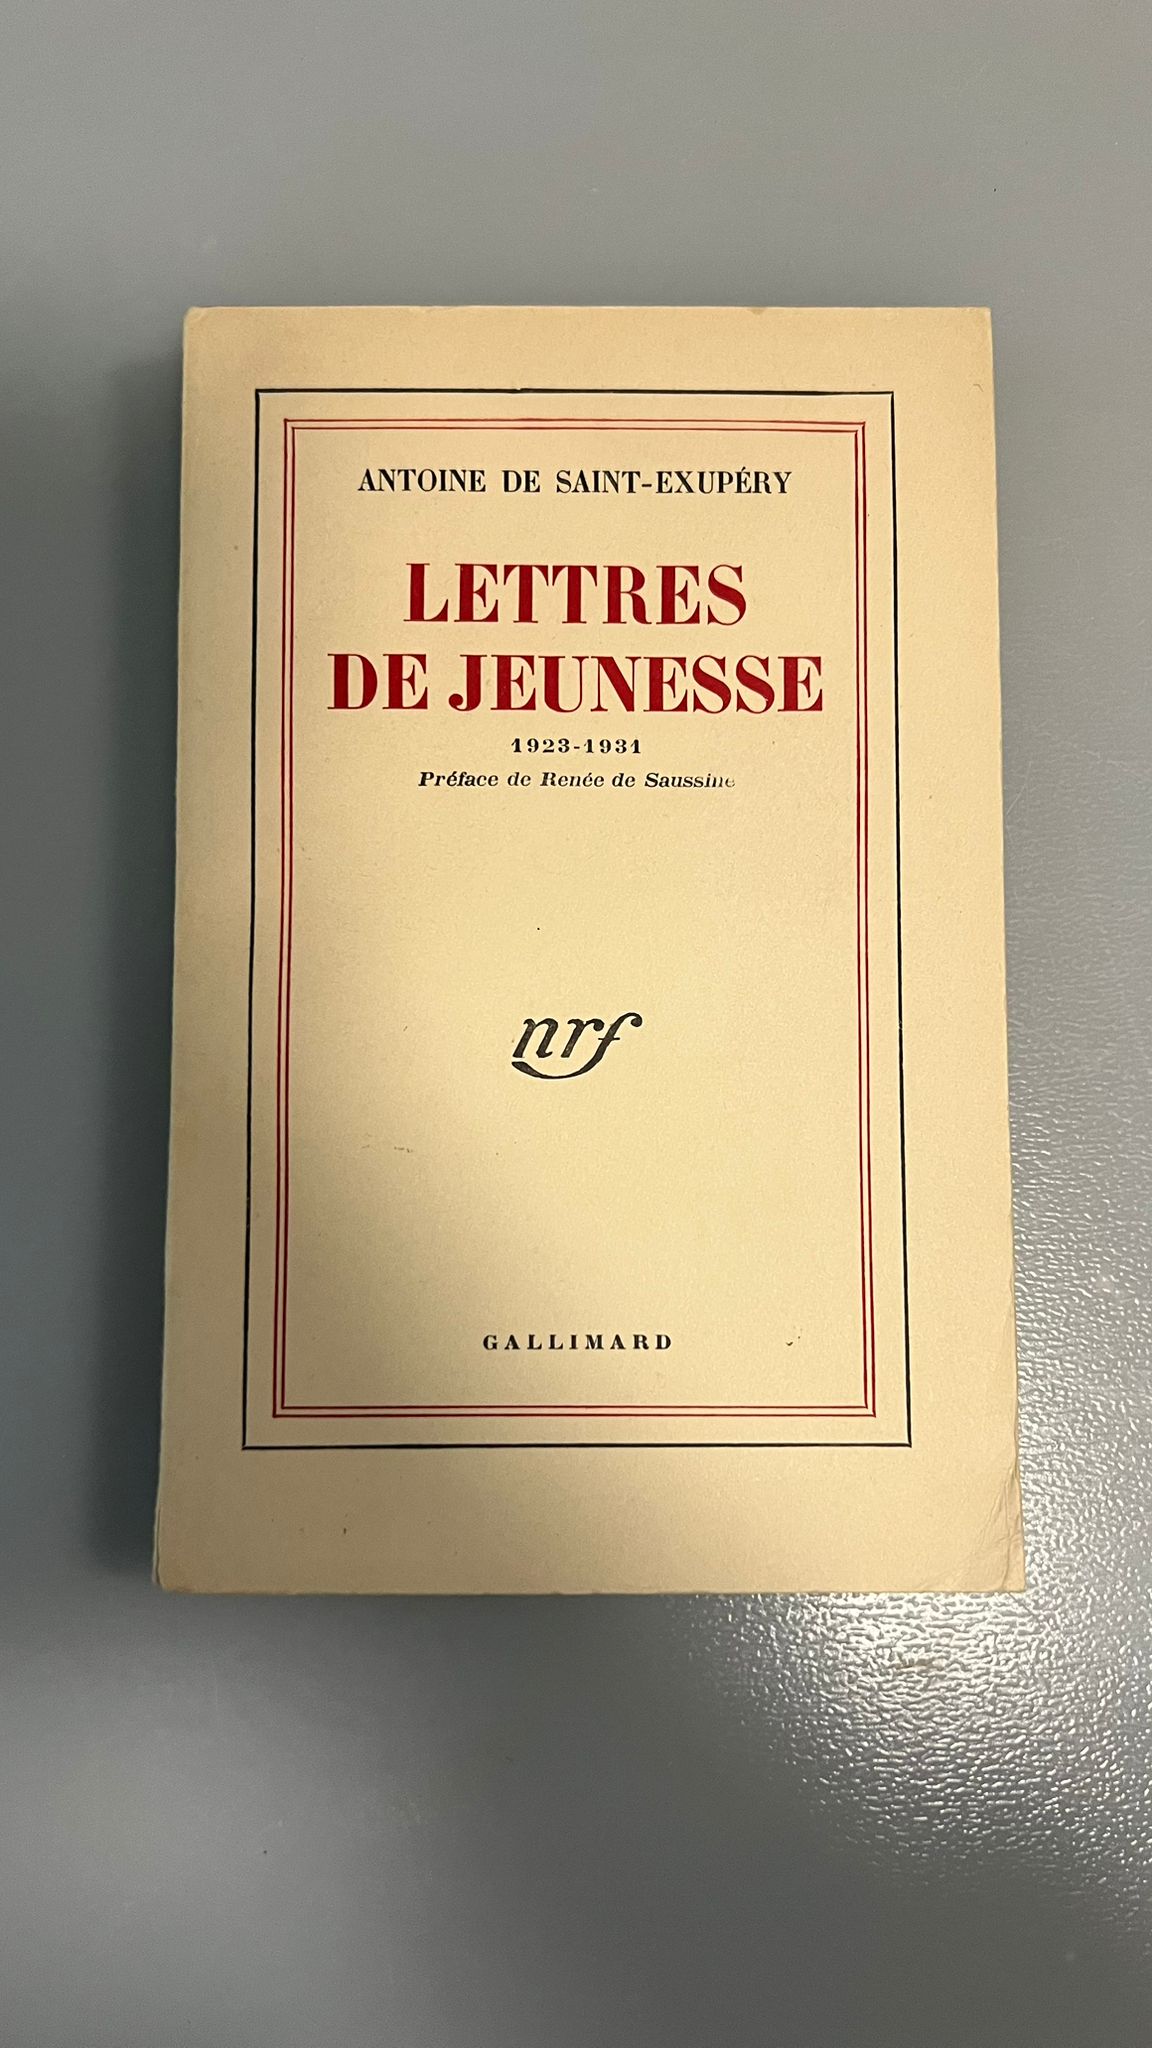 ANTOINE DE SAINT-EXUPÉRY
LETTRES
DE JEUNESSE
1923-1931
Préface de Renée de Saussine
nrf
GALLIMARD